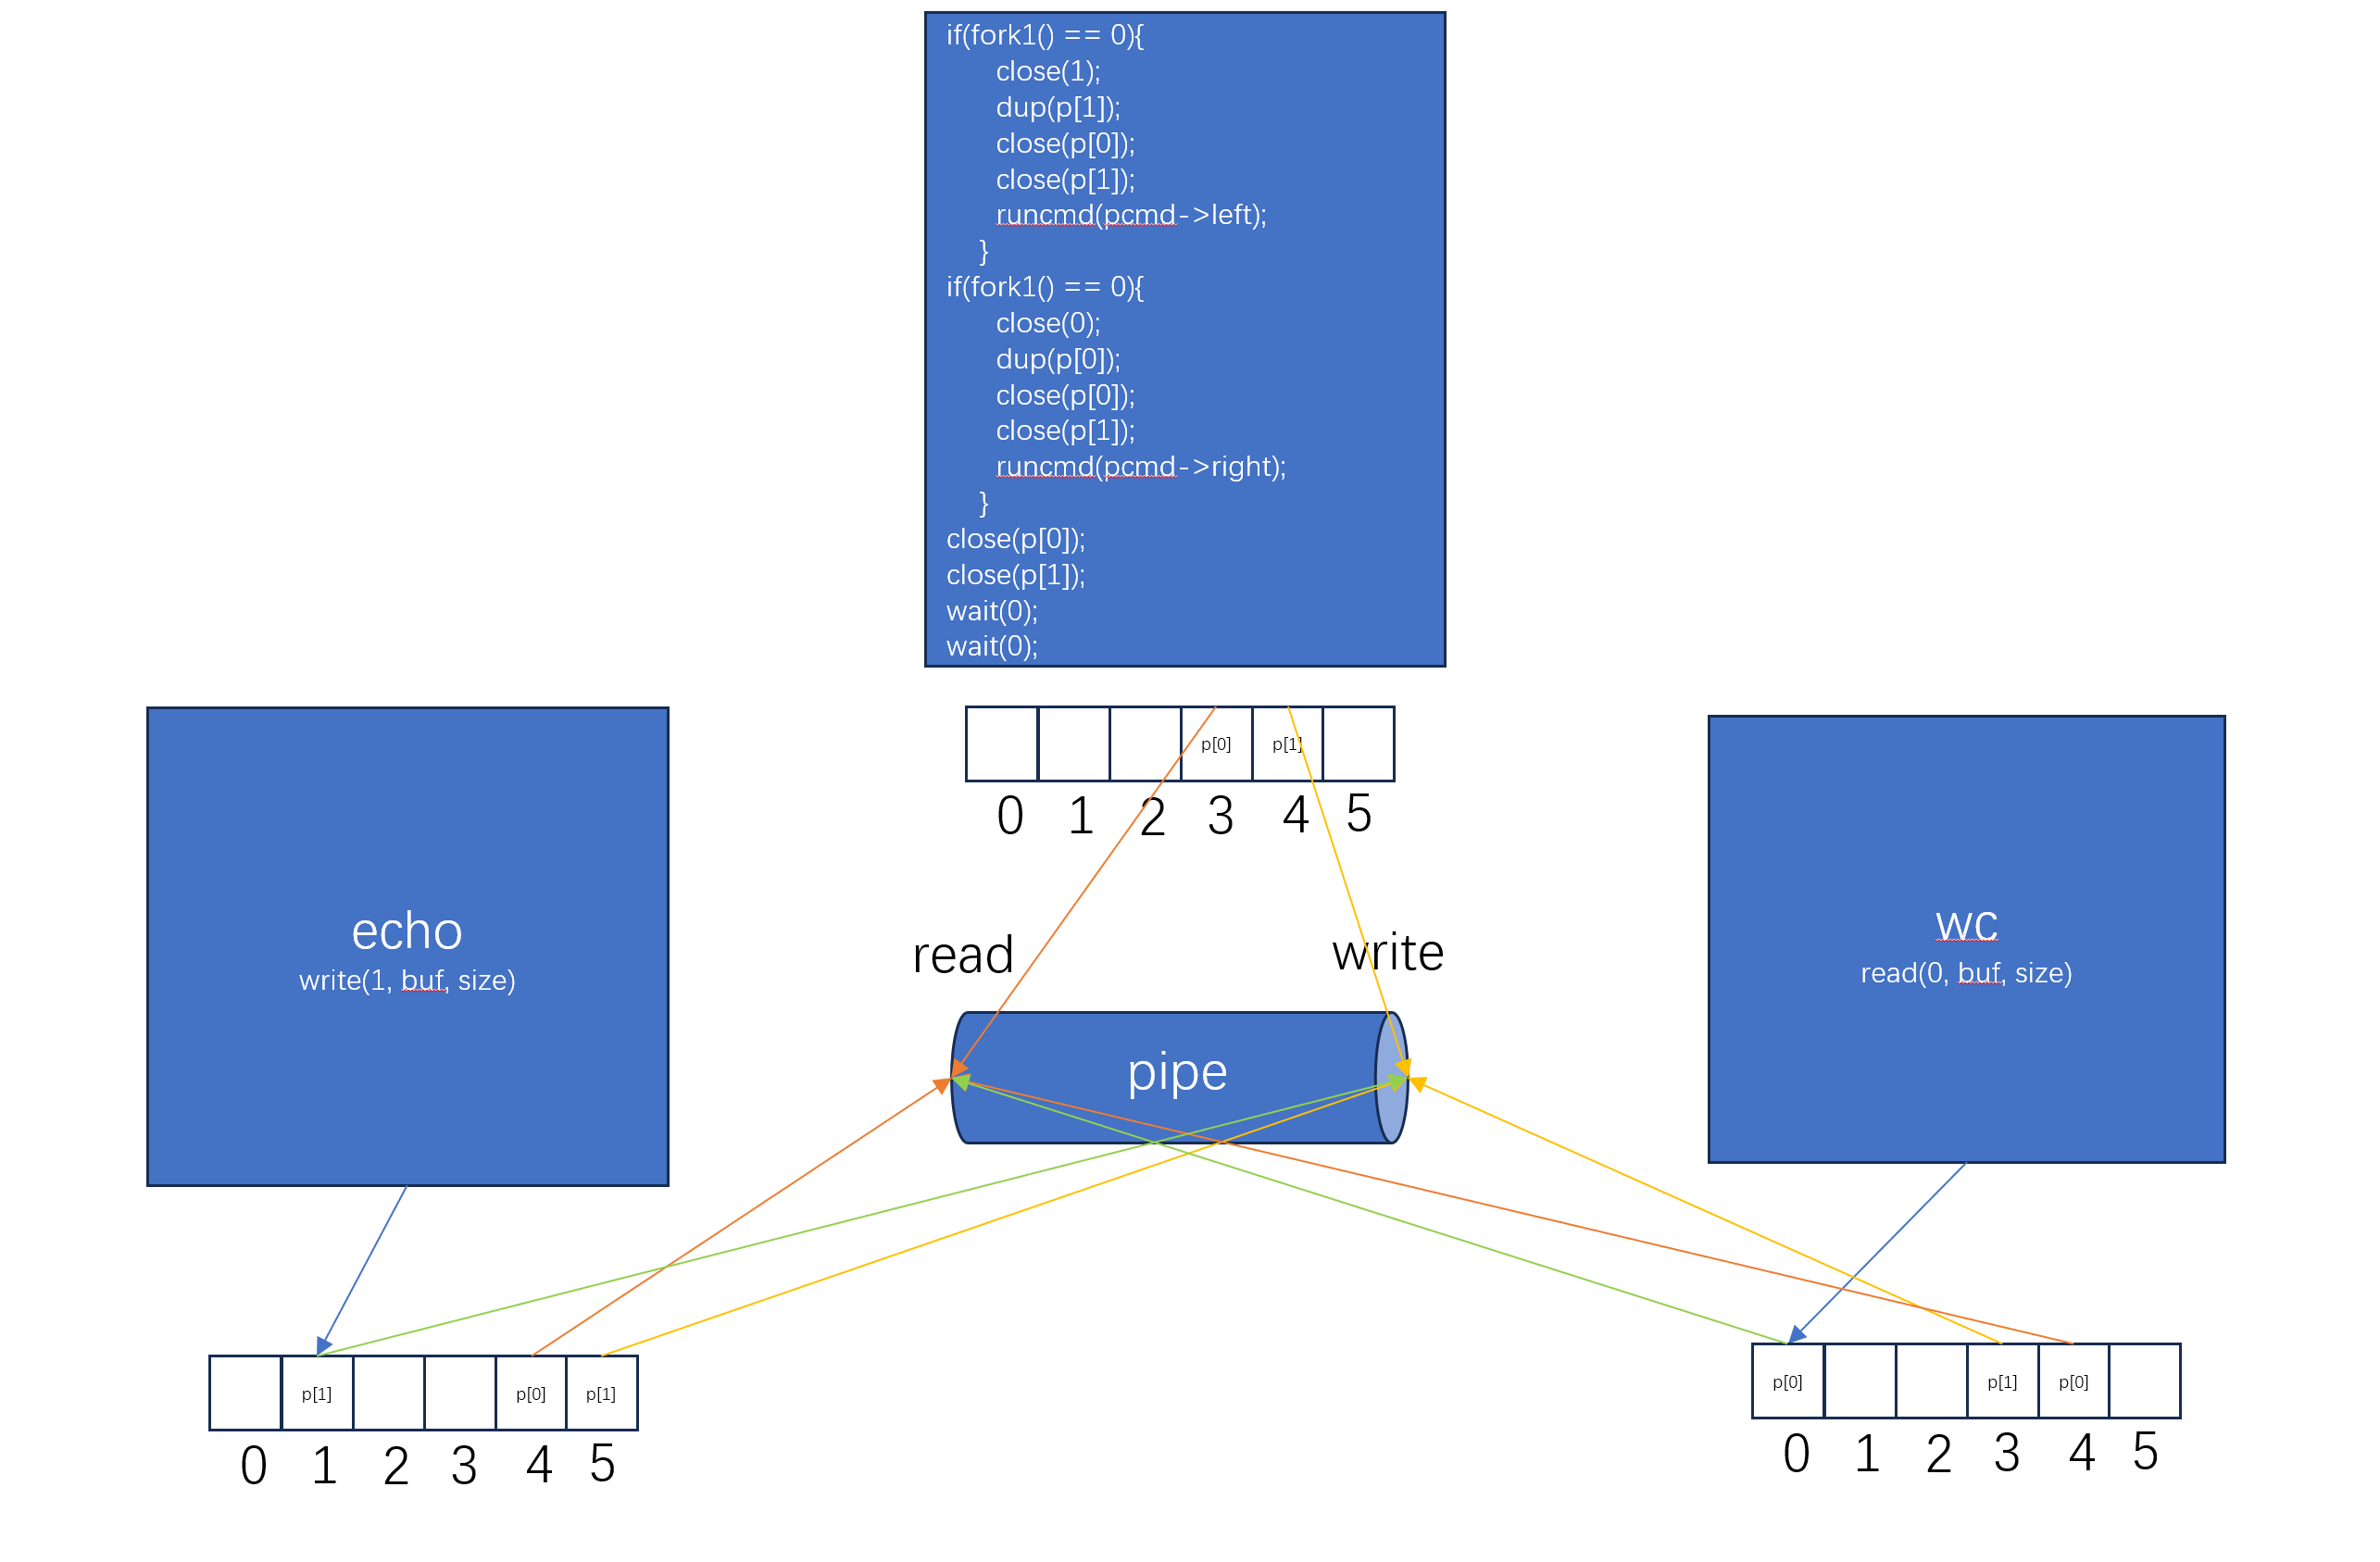 if(fork1() == 0){
close(1);
dup(p[1]);
close(p[0]);
close(p[1]);
runcmd(pcmd->left);
}
if(fork1() == 0){
close(0);
dup(p[0]);
close(p[0]);
close(p[1]);
runcmd(pcmd->right);
}
close(p[0]);
close(p[1]);
wait(0);
wait(0);
p[0] p[1]
0 1 2 3 4 5
echo
write(1, buf, size)
read
write
pipe
wc
read(0, buf, size)
p[1] p[0] p[1]
0 1 2 3 4 5
p[0] p[1] p[0]
0 1 2 3 4 5